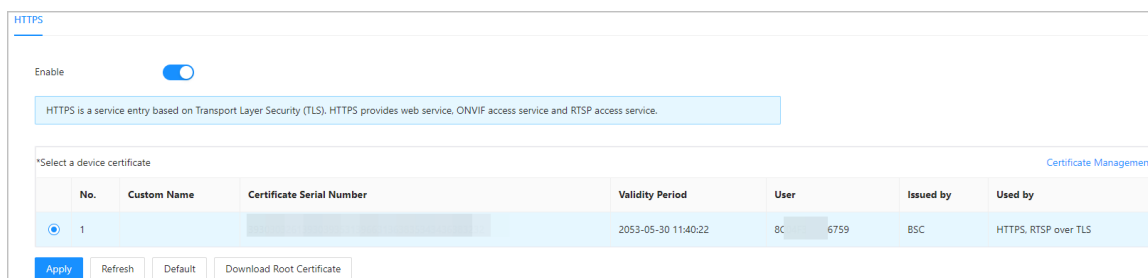 HTTPS
Enable
HTTPS is a service entry based on Transport Layer Security (TLS). HTTPS provides web service, ONVIF access service and RTSP access service.
*Select a device certificate Certificate Managemen
No. Custom Name Certificate Serial Number Validity Period User Issued by Used by
1 2053-05-30 11:40:22 6759 BSC HTTPS, RTSP over TLS
Apply Refresh Default Download Root Certificate